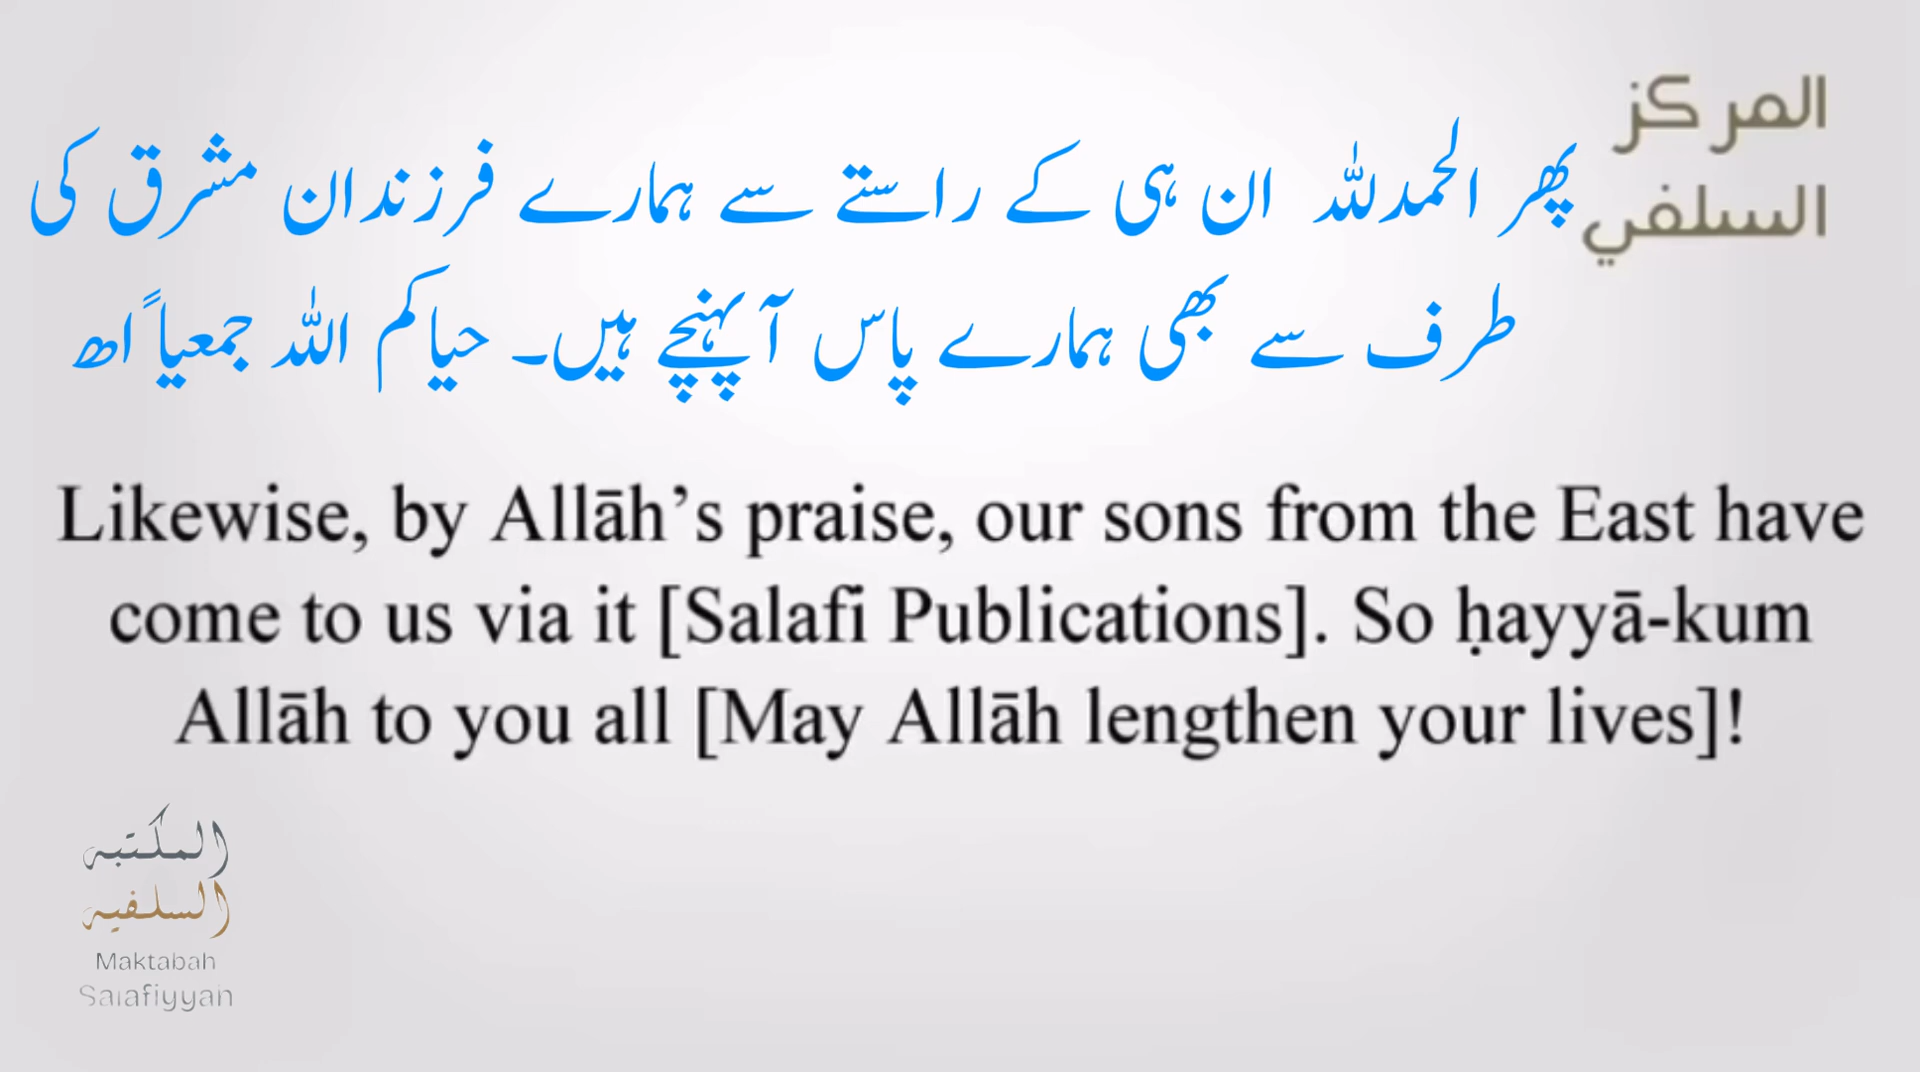 المركز
السلفي
پھر الحمدللہ ان ہی کے راستے سے ہمارے فرزندان مشرق کی
طرف سے بھی ہمارے پاس آپہنچے ہیں۔ حیاکم اللہ جمعیاً اھ
Likewise, by Allāh’s praise, our sons from the East have
come to us via it [Salafi Publications]. So ḥayyā-kum
Allāh to you all [May Allāh lengthen your lives]!
المكتبة
السلفية
Maktabah
Salafiyyah